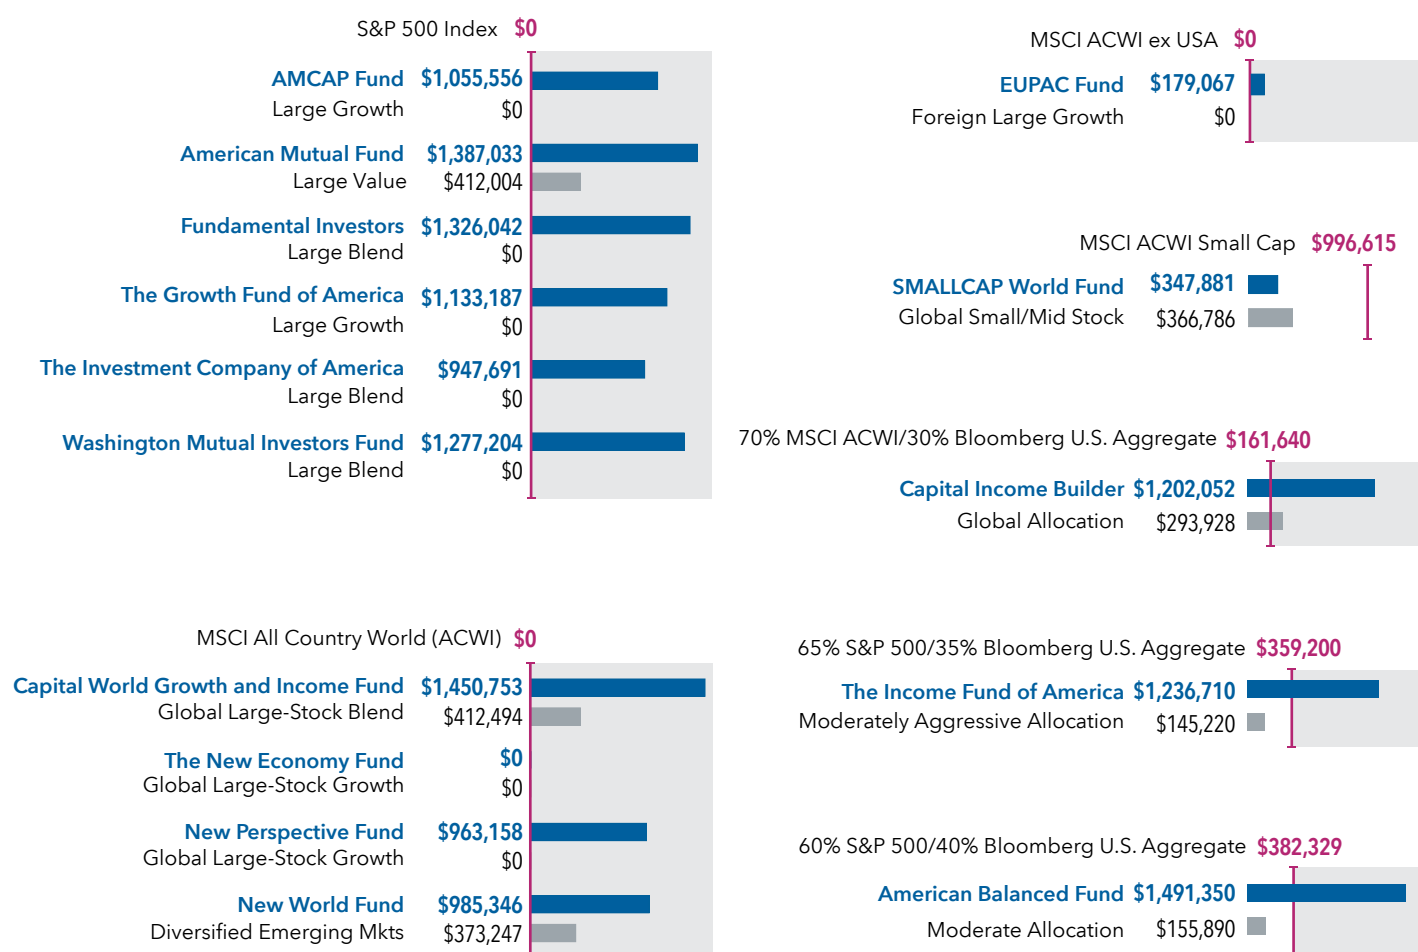 S&P 500 Index $0
AMCAP Fund $1,055,556
Large Growth $0
American Mutual Fund $1,387,033
Large Value $412,004
Fundamental Investors $1,326,042
Large Blend $0
The Growth Fund of America $1,133,187
Large Growth $0
The Investment Company of America $947,691
Large Blend $0
Washington Mutual Investors Fund $1,277,204
Large Blend $0
MSCI All Country World (ACWI) $0
Capital World Growth and Income Fund $1,450,753
Global Large-Stock Blend $412,494
The New Economy Fund $0
Global Large-Stock Growth $0
New Perspective Fund $963,158
Global Large-Stock Growth $0
New World Fund $985,346
Diversified Emerging Mkts $373,247
MSCI ACWI ex USA $0
EUPAC Fund $179,067
Foreign Large Growth $0
MSCI ACWI Small Cap $996,615
SMALLCAP World Fund $347,881
Global Small/Mid Stock $366,786
70% MSCI ACWI/30% Bloomberg U.S. Aggregate $161,640
Capital Income Builder $1,202,052
Global Allocation $293,928
65% S&P 500/35% Bloomberg U.S. Aggregate $359,200
The Income Fund of America $1,236,710
Moderately Aggressive Allocation $145,220
60% S&P 500/40% Bloomberg U.S. Aggregate $382,329
American Balanced Fund $1,491,350
Moderate Allocation $155,890